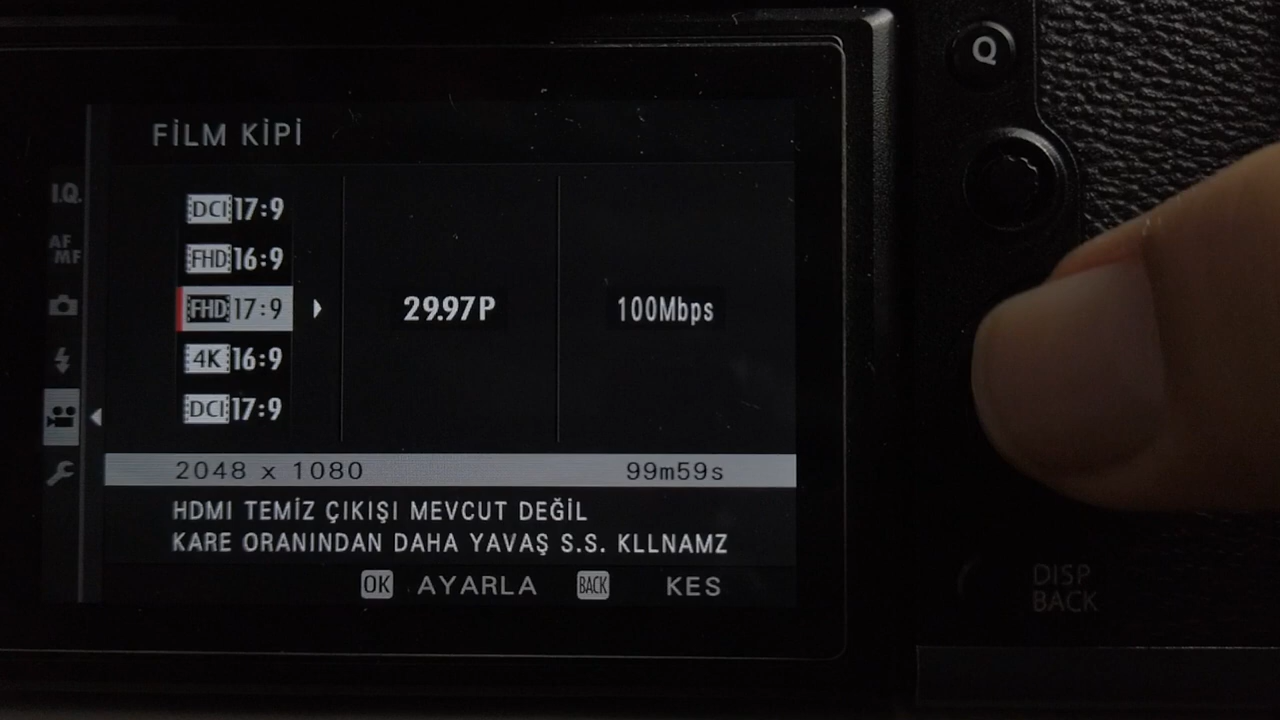 Q
FİLM KİPİ
I.Q.
AF
MF
DCI 17:9
FHD 16:9
FHD 17:9
4K 16:9
DCI 17:9
29.97P
100Mbps
2048 x 1080 99m59s
HDMI TEMİZ ÇIKIŞI MEVCUT DEĞİL
KARE ORANINDAN DAHA YAVAŞ S.S. KLLNAMZ
OK AYARLA BACK KES
DISP
BACK